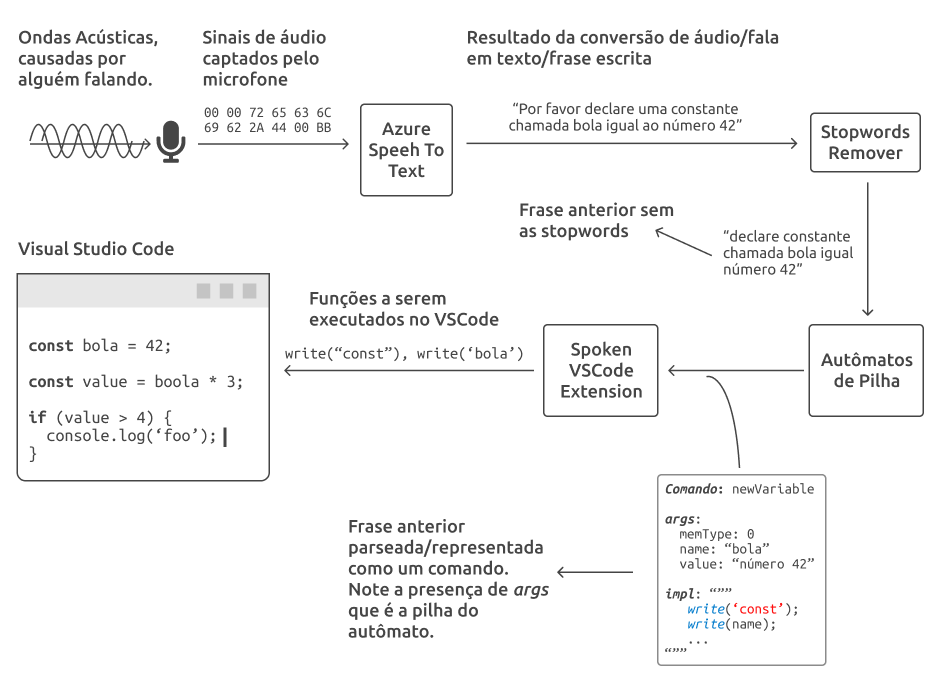 Ondas Acústicas,
causadas por
alguém falando.
Sinais de áudio
captados pelo
microfone
00 00 72 65 63 6C
69 62 2A 44 00 BB
Azure
Speeh To
Text
Resultado da conversão de áudio/fala
em texto/frase escrita
“Por favor declare uma constante
chamada bola igual ao número 42”
Stopwords
Remover
Frase anterior sem
as stopwords
“declare constante
chamada bola igual
número 42”
Autômatos
de Pilha
Spoken
VSCode
Extension
Funções a serem
executados no VSCode
write(“const”), write(‘bola’)
Visual Studio Code
const bola = 42;
const value = boola * 3;
if (value > 4) {
console.log(‘foo’);
}
Comando: newVariable
args:
memType: 0
name: “bola”
value: “número 42”
impl: “””
write(‘const’);
write(name);
...
“””
Frase anterior
parseada/representada
como um comando.
Note a presença de args
que é a pilha do
autômato.